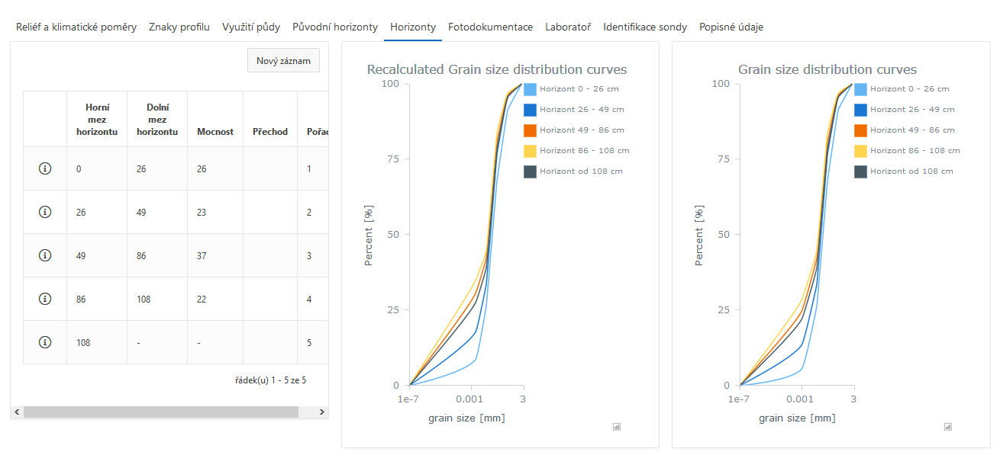 Reliéf a klimatické poměry Znaky profilu Využití půdy Původní horizonty Horizonty Fotodokumentace Laboratoř Identifikace sondy Popisné údaje
Nový záznam
Horní mez horizontu Dolní mez horizontu Mocnost Přechod Pořad
0 26 26 1
26 49 23 2
49 86 37 3
86 108 22 4
108 - - 5
řádek(u) 1 - 5 ze 5
Recalculated Grain size distribution curves
100
75
50
25
0
Percent [%]
1e-7 0.001 3
grain size [mm]
Horizont 0 - 26 cm
Horizont 26 - 49 cm
Horizont 49 - 86 cm
Horizont 86 - 108 cm
Horizont od 108 cm
Grain size distribution curves
100
75
50
25
0
Percent [%]
1e-7 0.001 3
grain size [mm]
Horizont 0 - 26 cm
Horizont 26 - 49 cm
Horizont 49 - 86 cm
Horizont 86 - 108 cm
Horizont od 108 cm